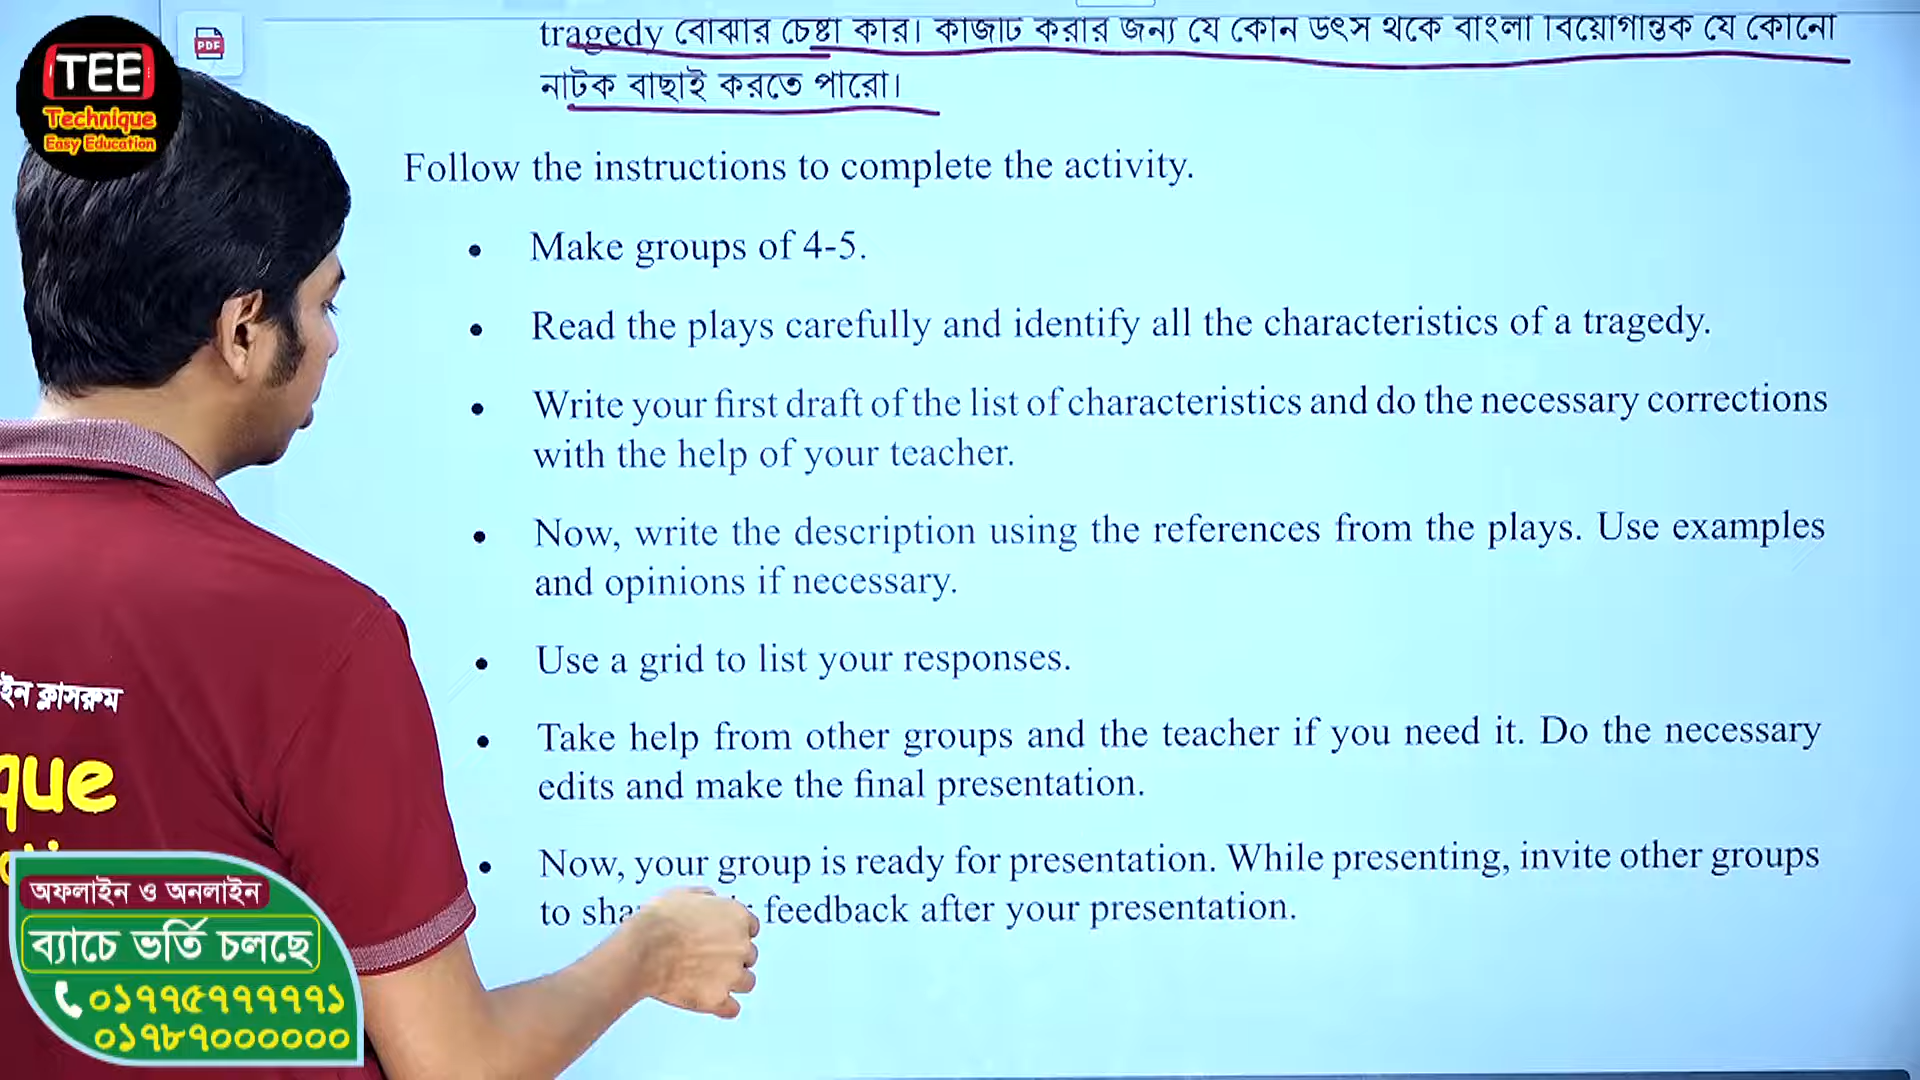 tragedy বোঝার চেষ্টা কর। কাজটি করার জন্য যে কোন উৎস থকে বাংলা বিয়োগান্তক যে কোনো
নাটক বাছাই করতে পারো।
TEE
Technique
Easy Education
PDF
Follow the instructions to complete the activity.
• Make groups of 4-5.
• Read the plays carefully and identify all the characteristics of a tragedy.
• Write your first draft of the list of characteristics and do the necessary corrections
with the help of your teacher.
• Now, write the description using the references from the plays. Use examples
and opinions if necessary.
• Use a grid to list your responses.
• Take help from other groups and the teacher if you need it. Do the necessary
edits and make the final presentation.
• Now, your group is ready for presentation. While presenting, invite other groups
to feedback after your presentation.
ইন ক্লাসরুম
que
অফলাইন ও অনলাইন
ব্যাচে ভর্তি চলছে
০১৭৭৫৭৭৭৭৭১
০১৭৮৭০০০০০০